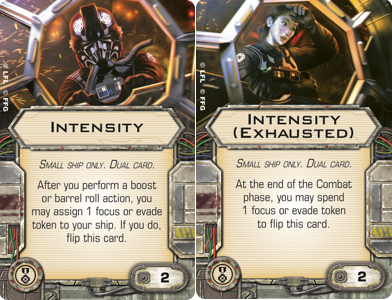 © LFL © FFG
INTENSITY
SMALL SHIP ONLY. DUAL CARD.
After you perform a boost
or barrel roll action, you
may assign 1 focus or evade
token to your ship. If you do,
flip this card.
2
© LFL © FFG
INTENSITY
(EXHAUSTED)
SMALL SHIP ONLY. DUAL CARD.
At the end of the Combat
phase, you may spend
1 focus or evade token
to flip this card.
2